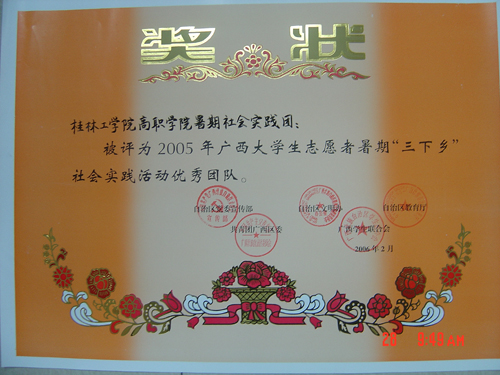 奖状
桂林工学院高职学院暑期社会实践团：
被评为2005年广西大学生志愿者暑期“三下乡”
社会实践活动优秀团队。
自治区党委宣传部 自治区文明办 自治区教育厅
共青团广西区委 广西学生联合会
2006年2月
28 8:40AM